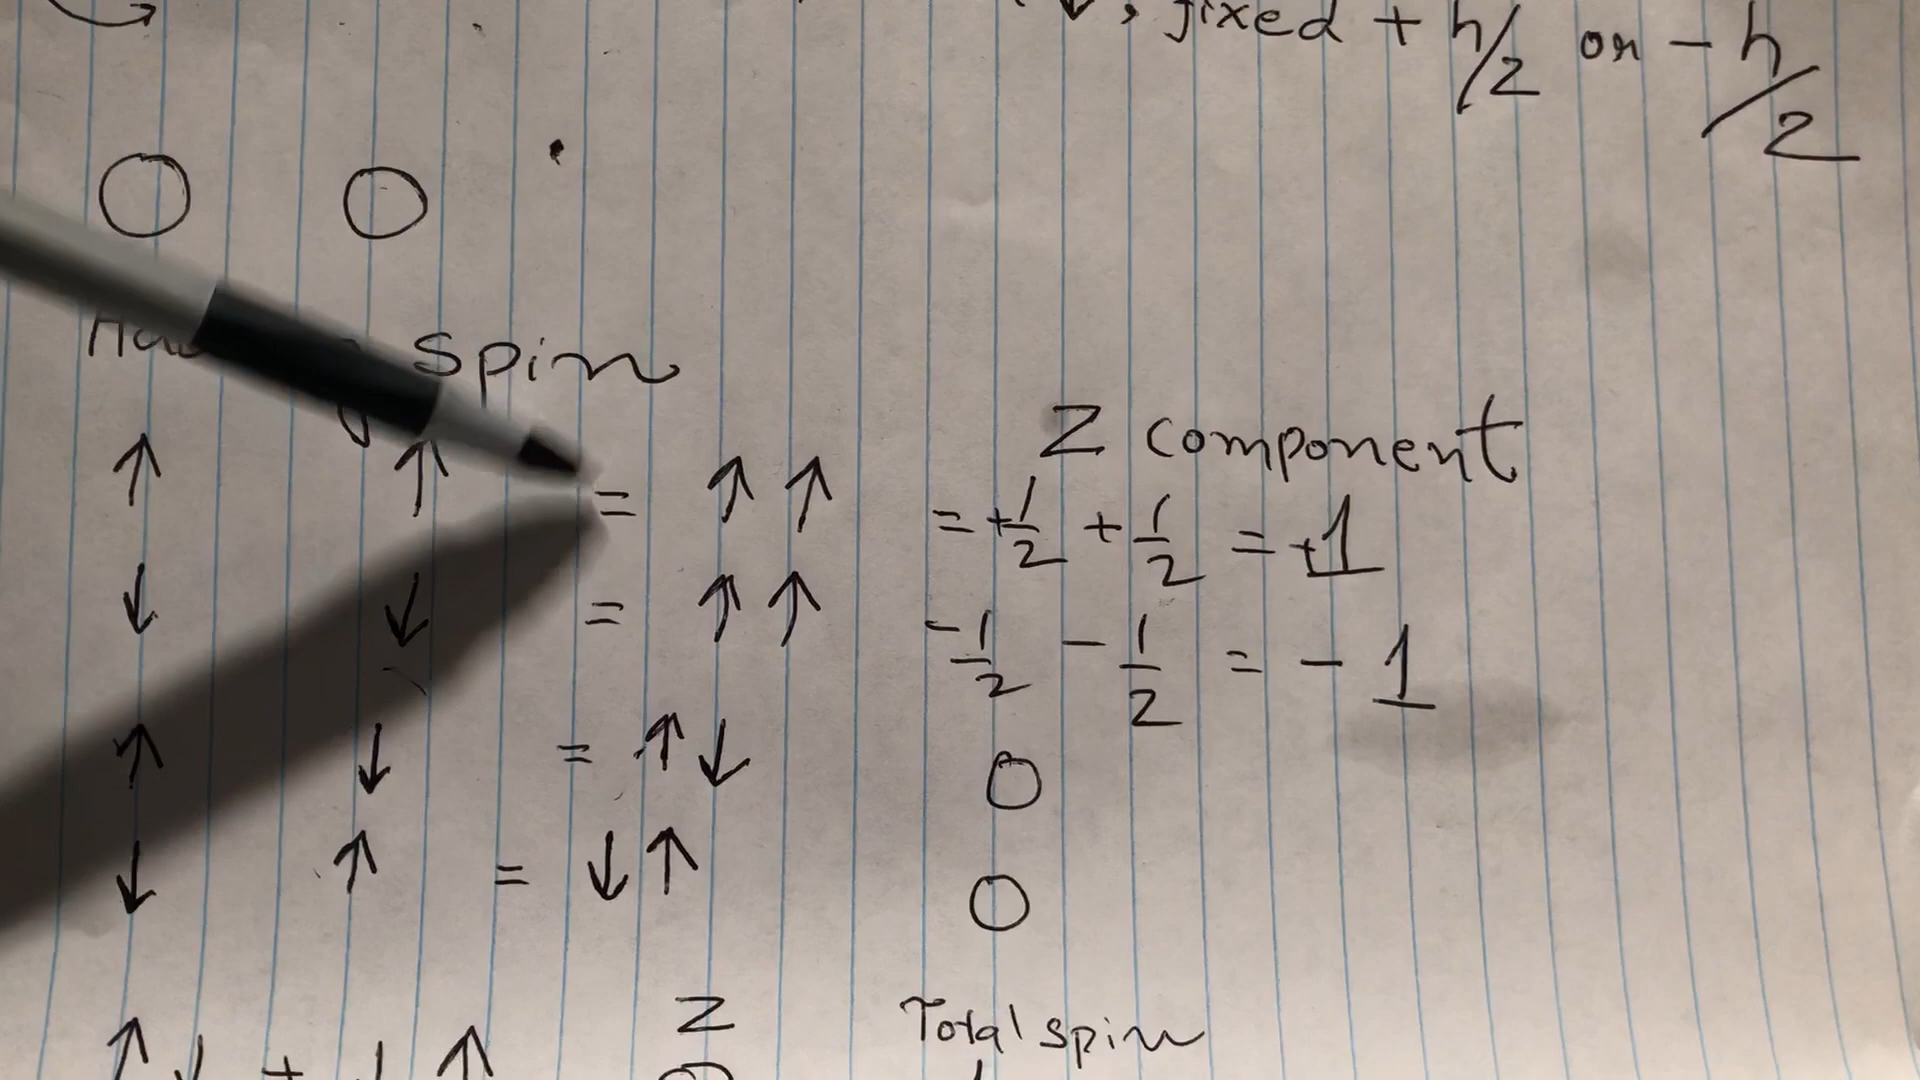 ↓, fixed + h/2 or - h/2
spin
Z component
↑ ↑ = ↑ ↑ = +1/2 + 1/2 = +1
↓ ↓ = ↑ ↑ -1/2 - 1/2 = - 1
↑ ↓ = ↑ ↓ 0
↓ ↑ = ↓ ↑ 0
Z Total spin
↑ ↓ + ↓ ↑